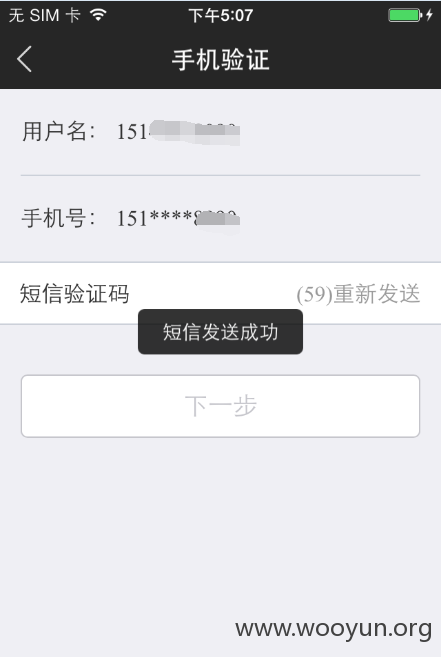 无 SIM 卡 下午5:07
手机验证
用户名： 151
手机号： 151****8
短信验证码 (59)重新发送
短信发送成功
下一步
www.wooyun.org